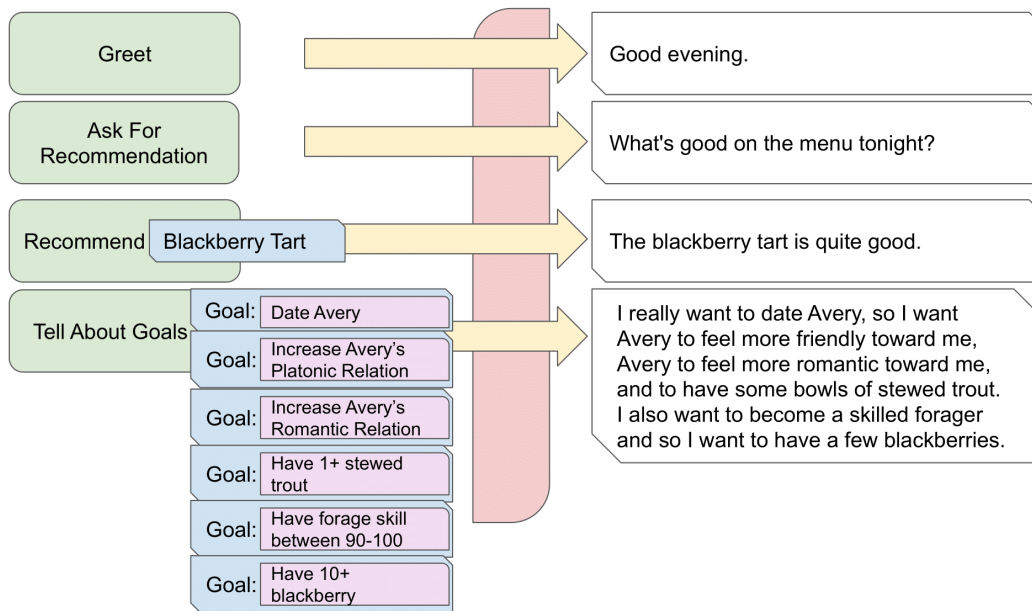 Greet
Good evening.
Ask For
Recommendation
What's good on the menu tonight?
Recommend
Blackberry Tart
The blackberry tart is quite good.
Tell About Goals
Goal: Date Avery
Goal: Increase Avery's
Platonic Relation
Goal: Increase Avery's
Romantic Relation
Goal: Have 1+ stewed
trout
Goal: Have forage skill
between 90-100
Goal: Have 10+
blackberry
I really want to date Avery, so I want
Avery to feel more friendly toward me,
Avery to feel more romantic toward me,
and to have some bowls of stewed trout.
I also want to become a skilled forager
and so I want to have a few blackberries.